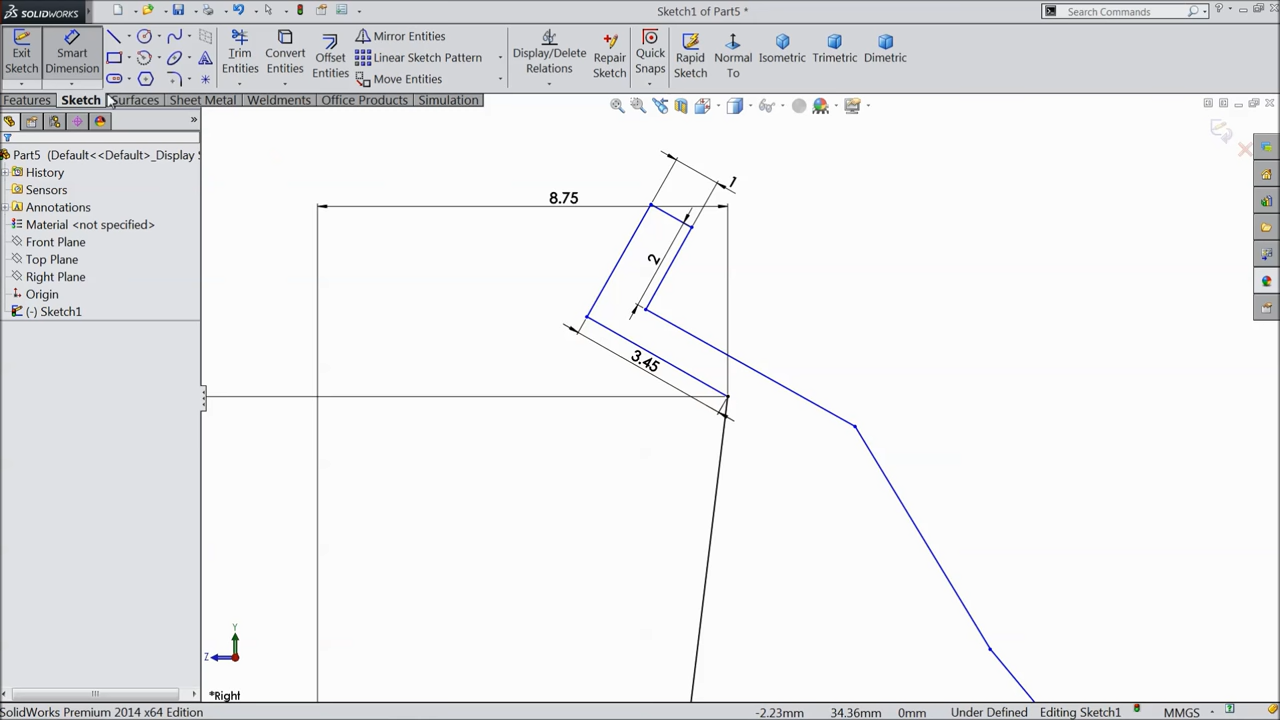 SOLIDWORKS
Sketch1 of Part5 *
Search Commands
Exit Sketch
Smart Dimension
Trim Entities
Convert Entities
Offset Entities
Mirror Entities
Linear Sketch Pattern
Move Entities
Display/Delete Relations
Repair Sketch
Quick Snaps
Rapid Sketch
Normal To
Isometric
Trimetric
Dimetric
Features
Sketch
Surfaces
Sheet Metal
Weldments
Office Products
Simulation
Part5 (Default<<Default>_Display S
History
Sensors
Annotations
Material <not specified>
Front Plane
Top Plane
Right Plane
Origin
(-) Sketch1
1
8.75
2
3.45
Y
Z
*Right
SolidWorks Premium 2014 x64 Edition
-2.23mm
34.36mm
0mm
Under Defined
Editing Sketch1
MMGS